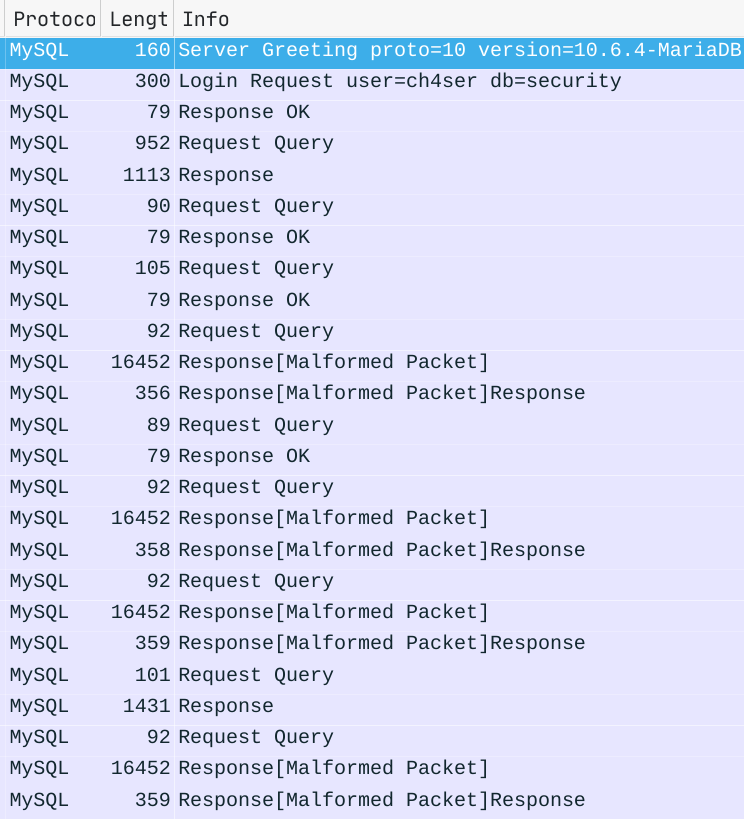 Protoco Lengt Info
MySQL 160 Server Greeting proto=10 version=10.6.4-MariaDB
MySQL 300 Login Request user=ch4ser db=security
MySQL 79 Response OK
MySQL 952 Request Query
MySQL 1113 Response
MySQL 90 Request Query
MySQL 79 Response OK
MySQL 105 Request Query
MySQL 79 Response OK
MySQL 92 Request Query
MySQL 16452 Response[Malformed Packet]
MySQL 356 Response[Malformed Packet]Response
MySQL 89 Request Query
MySQL 79 Response OK
MySQL 92 Request Query
MySQL 16452 Response[Malformed Packet]
MySQL 358 Response[Malformed Packet]Response
MySQL 92 Request Query
MySQL 16452 Response[Malformed Packet]
MySQL 359 Response[Malformed Packet]Response
MySQL 101 Request Query
MySQL 1431 Response
MySQL 92 Request Query
MySQL 16452 Response[Malformed Packet]
MySQL 359 Response[Malformed Packet]Response